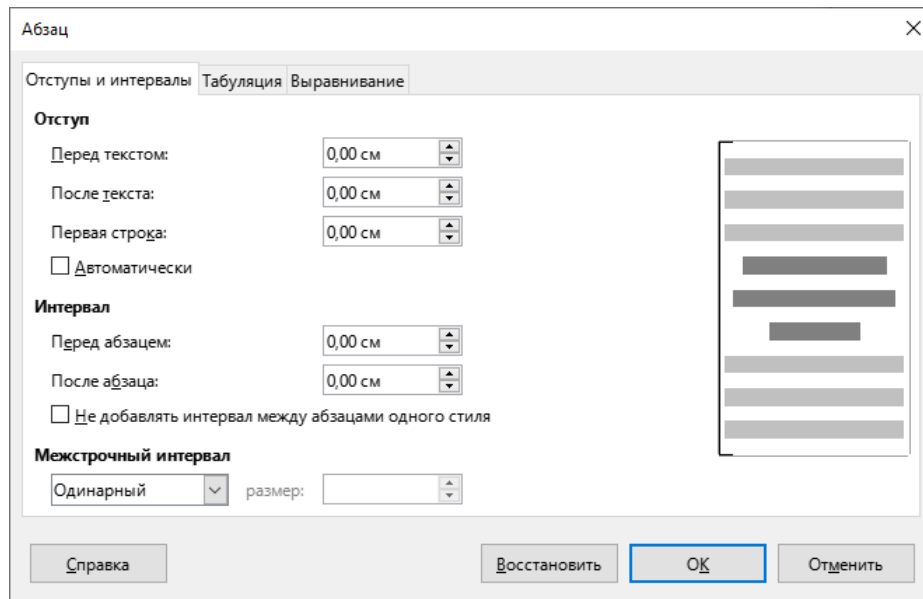 Абзац
Отступы и интервалы Табуляция Выравнивание
Отступ
Перед текстом: 0,00 см
После текста: 0,00 см
Первая строка: 0,00 см
Автоматически
Интервал
Перед абзацем: 0,00 см
После абзаца: 0,00 см
Не добавлять интервал между абзацами одного стиля
Межстрочный интервал
Одинарный размер:
Справка Восстановить OK Отменить